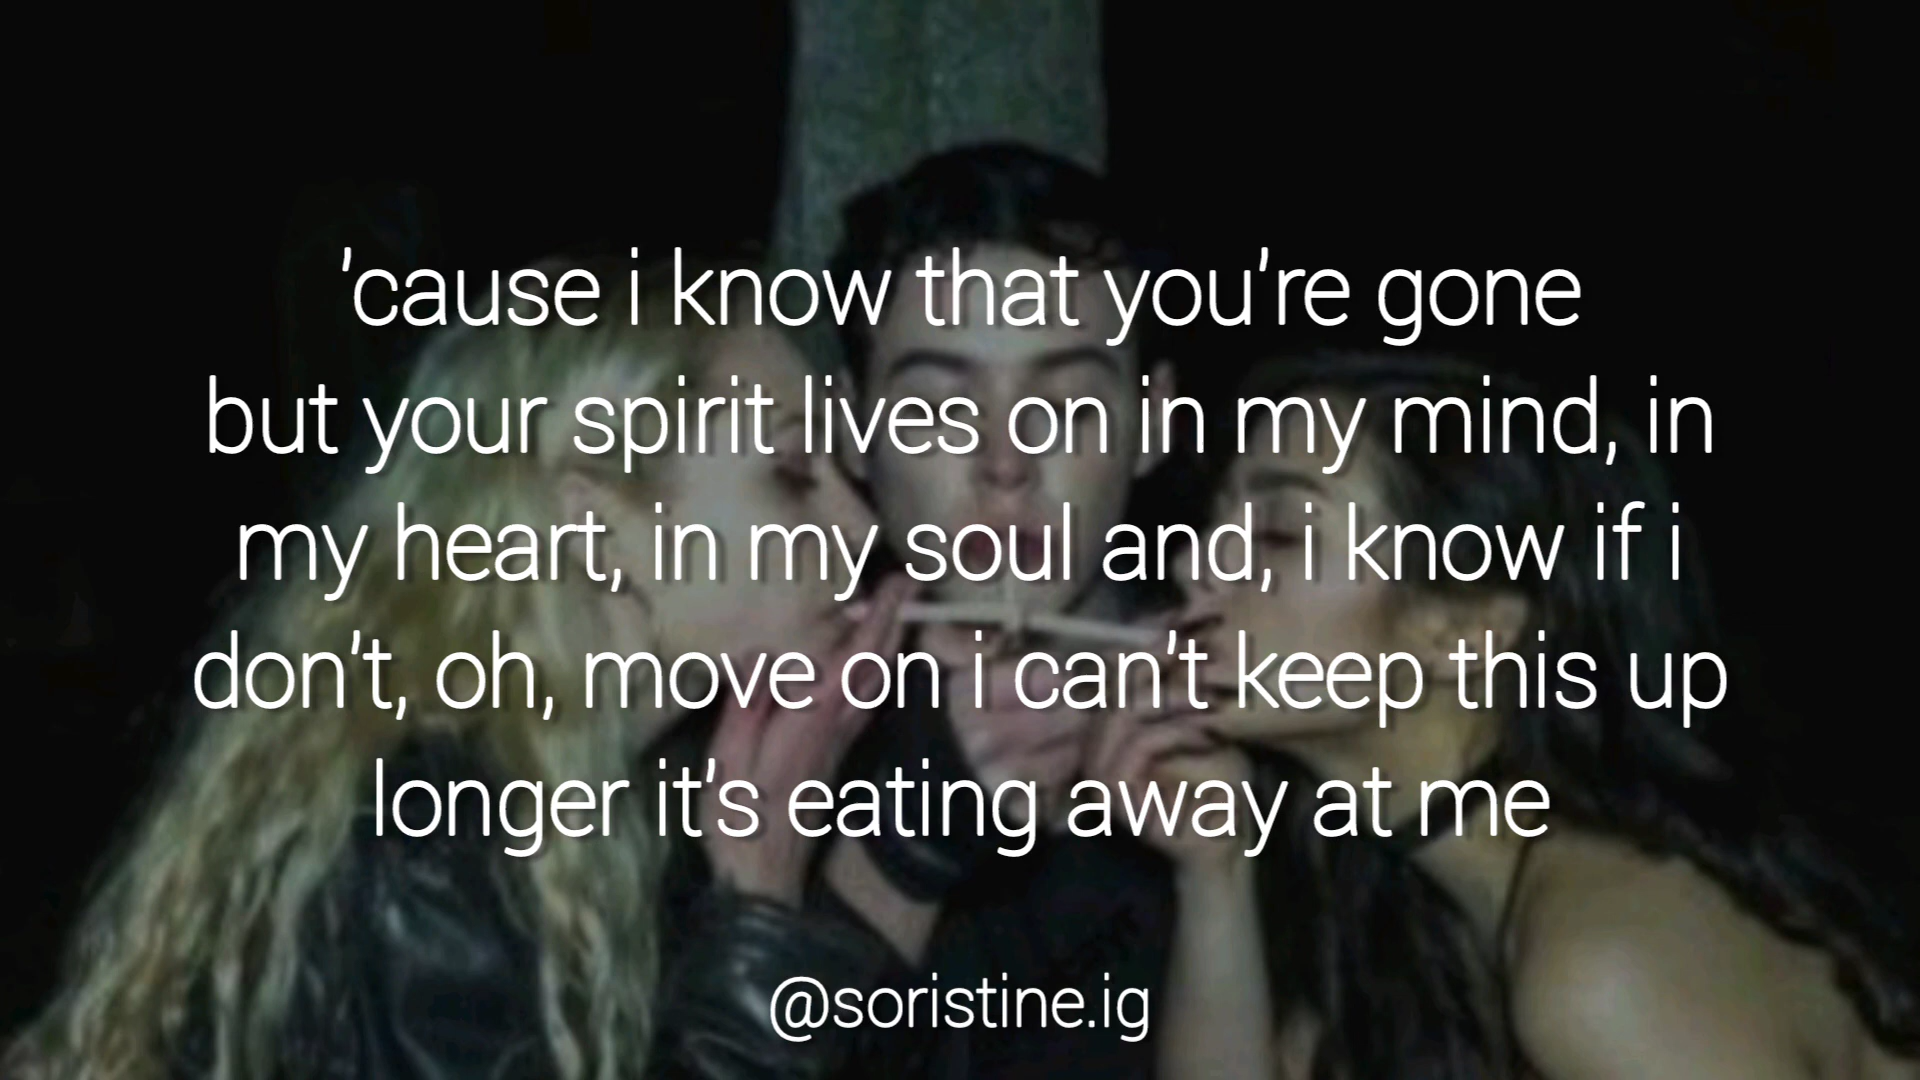 'cause i know that you're gone
but your spirit lives on in my mind, in
my heart, in my soul and, i know if i
don't, oh, move on i can't keep this up
longer it's eating away at me
@soristine.ig